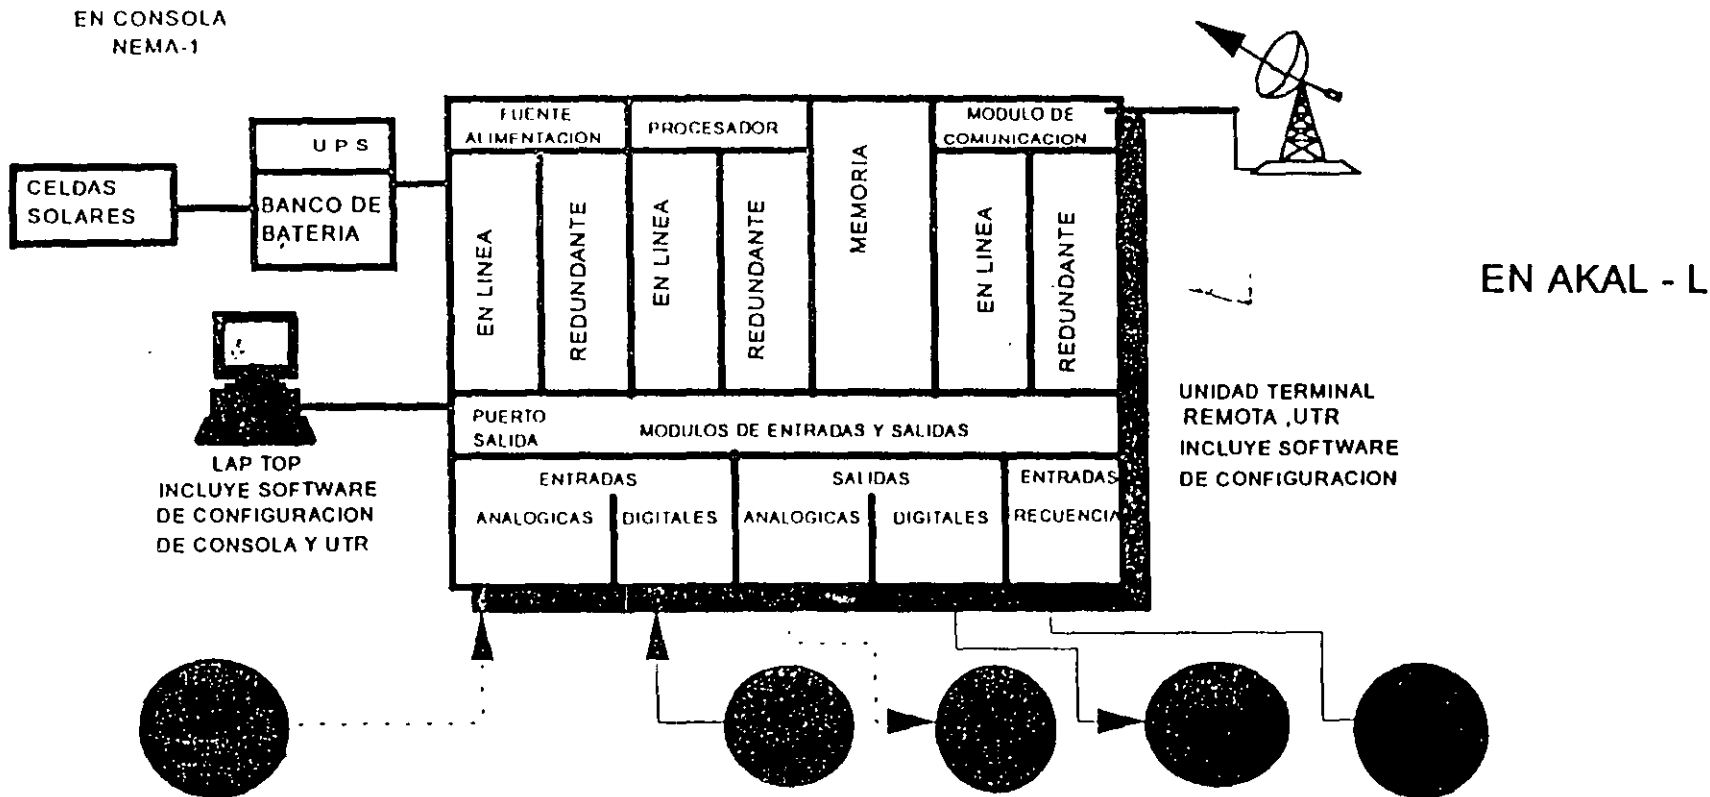 EN CONSOLA
NEMA-1
FUENTE
ALIMENTACION
PROCESADOR
MEMORIA
MODULO DE
COMUNICACION
U P S
BANCO DE
BATERIA
CELDAS
SOLARES
EN LINEA
REDUNDANTE
EN LINEA
REDUNDANTE
EN LINEA
REDUNDANTE
EN AKAL - L
PUERTO
SALIDA
MODULOS DE ENTRADAS Y SALIDAS
UNIDAD TERMINAL
REMOTA ,UTR
INCLUYE SOFTWARE
DE CONFIGURACION
LAP TOP
INCLUYE SOFTWARE
DE CONFIGURACION
DE CONSOLA Y UTR
ENTRADAS
SALIDAS
ENTRADAS
ANALOGICAS
DIGITALES
ANALOGICAS
DIGITALES
RECUENCIA